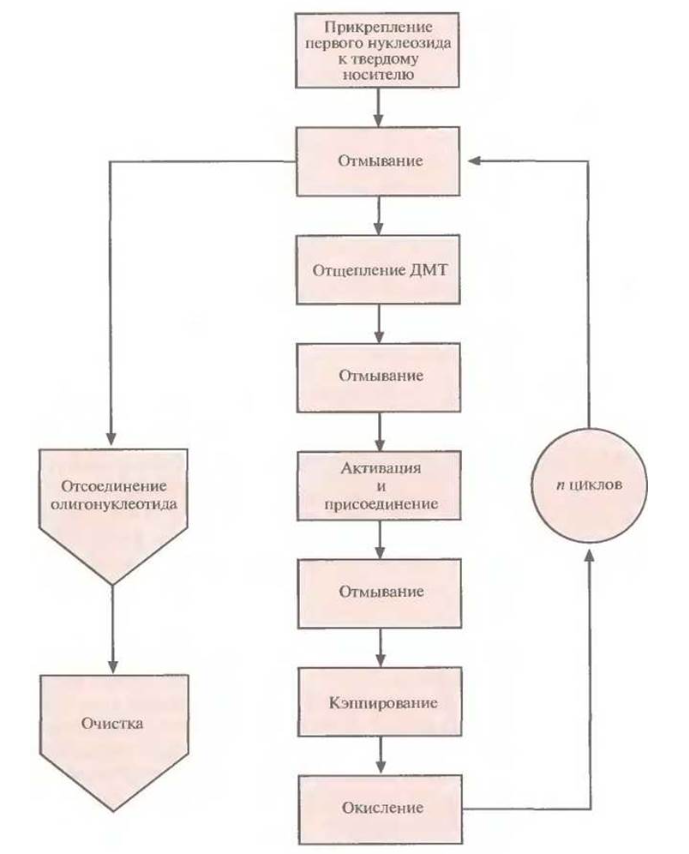 Прикрепление
первого нуклеозида
к твердому
носителю
Отмывание
Отщепление ДМТ
Отмывание
Активация
и
присоединение
Отмывание
Кэппирование
Окисление
n циклов
Отсоединение
олигонуклеотида
Очистка